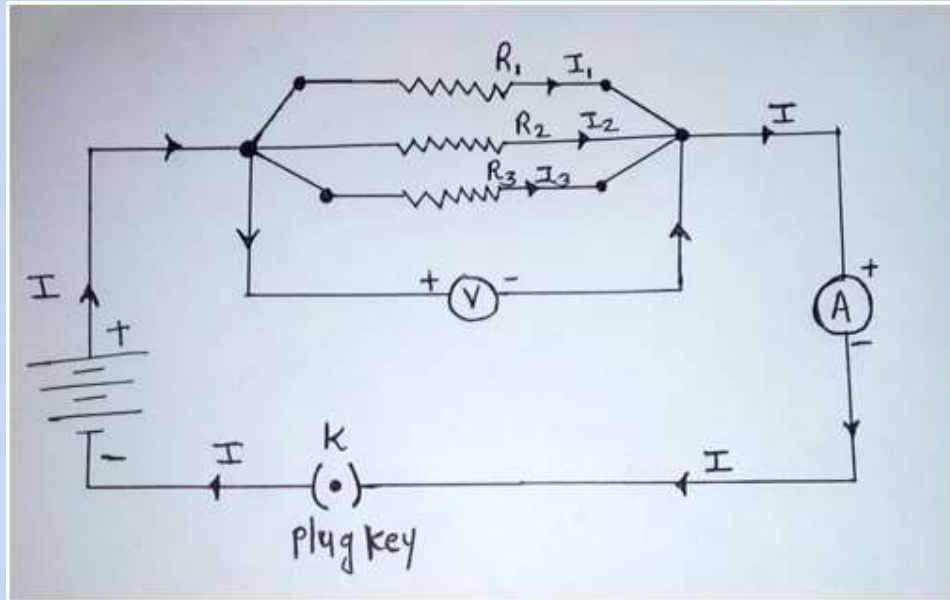 R₁ I₁
R₂ I₂
R₃ I₃
I
I
+
+ V -
+
A
-
-
I
K
I
plug key